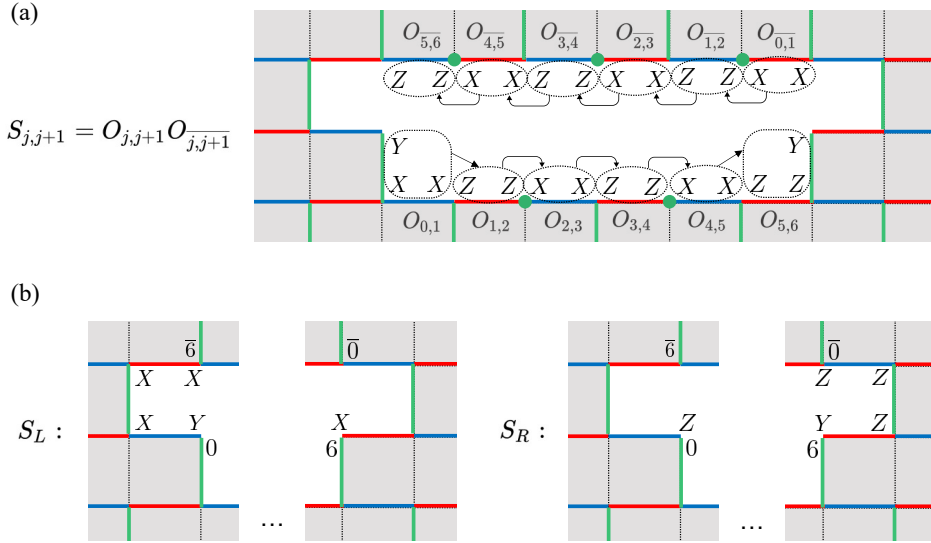 (a)
$O_{\overline{5,6}}$ $O_{\overline{4,5}}$ $O_{\overline{3,4}}$ $O_{\overline{2,3}}$ $O_{\overline{1,2}}$ $O_{\overline{0,1}}$
Z Z X X Z Z X X Z Z X X
$S_{j,j+1} = O_{j,j+1} O_{\overline{j,j+1}}$
Y Y
X X Z Z X X Z Z X X Z Z
$O_{0,1}$ $O_{1,2}$ $O_{2,3}$ $O_{3,4}$ $O_{4,5}$ $O_{5,6}$
(b)
$\overline{6}$ $\overline{0}$ $\overline{6}$ $\overline{0}$
X X Z Z
$S_L :$ X Y X $S_R :$ Z Y Z
0 6 0 6
... ...